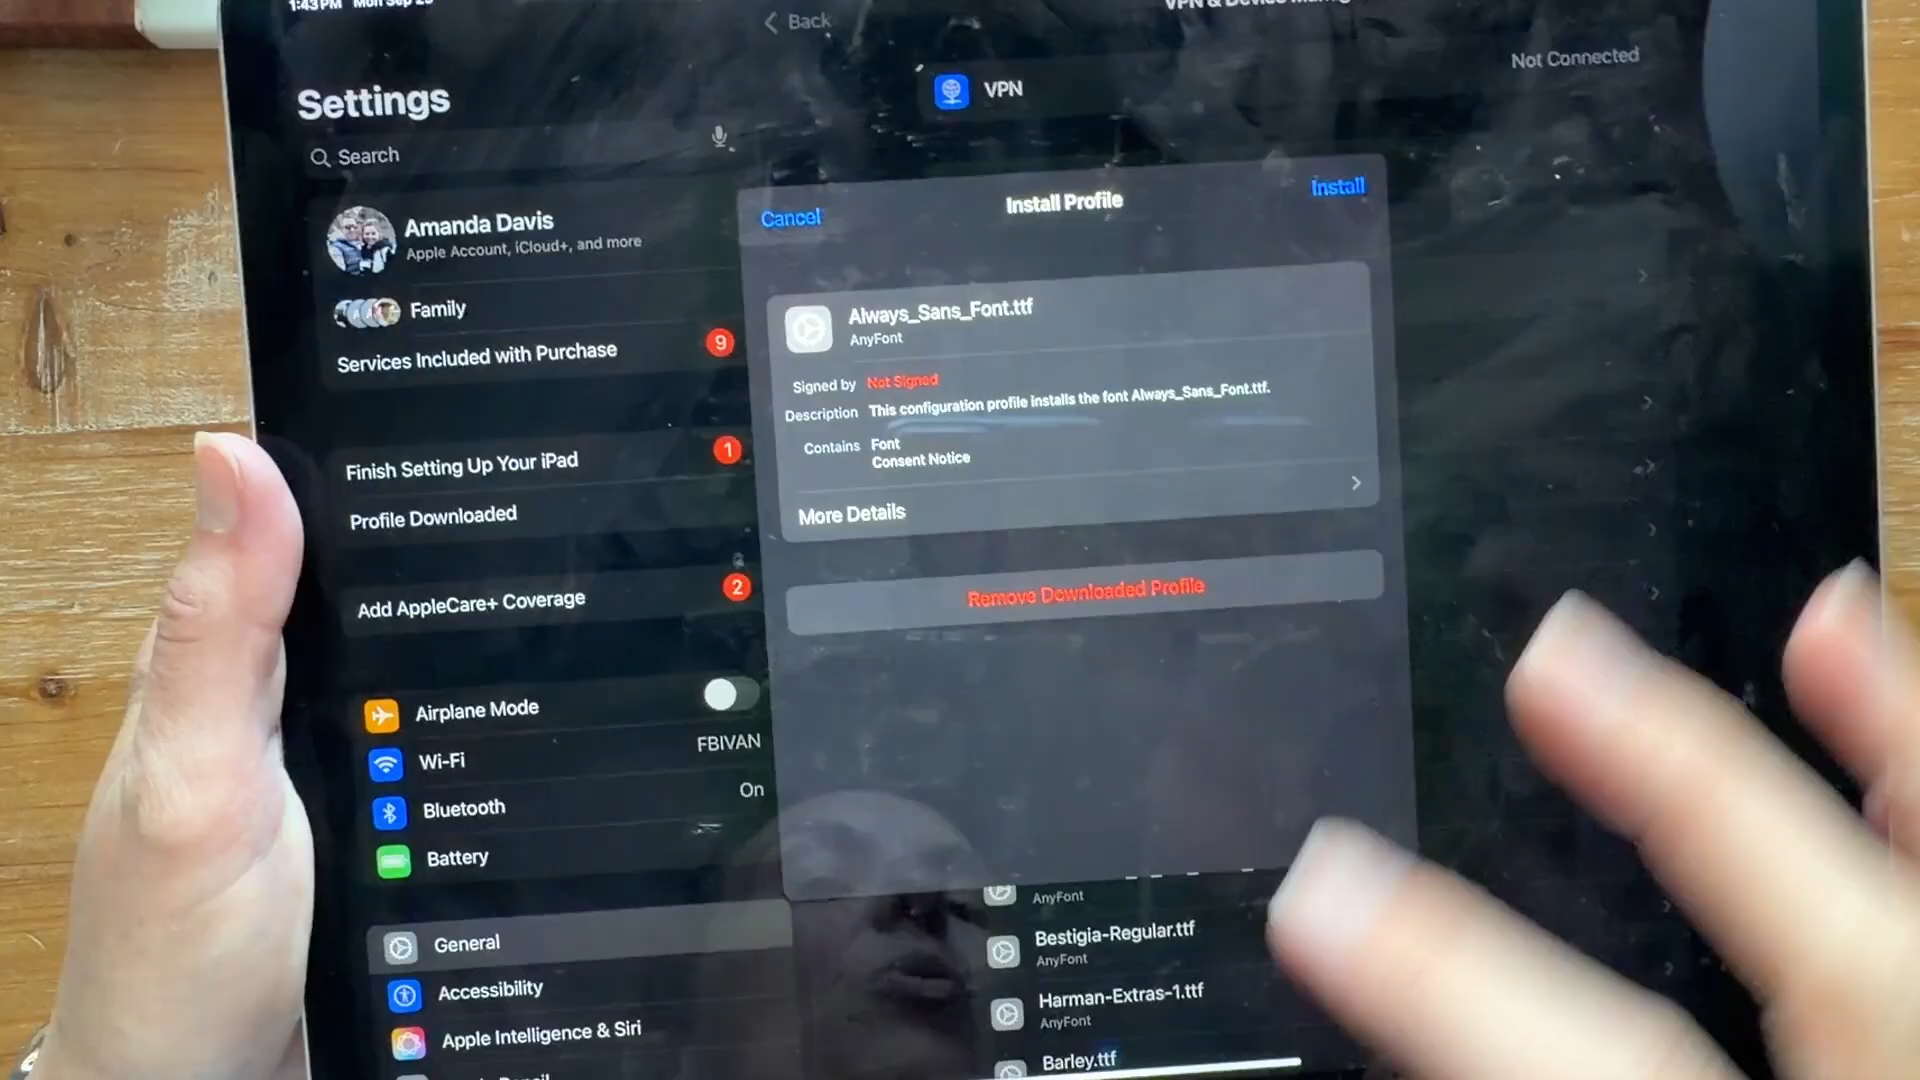 1:43 PM Mon Sep
Back
VPN & Device
Settings
Search
VPN
Not Connected
Amanda Davis
Apple Account, iCloud+, and more
Family
Services Included with Purchase
9
Finish Setting Up Your iPad
1
Profile Downloaded
Add AppleCare+ Coverage
2
Airplane Mode
Wi-Fi
FBIVAN
Bluetooth
On
Battery
General
Accessibility
Apple Intelligence & Siri
Cancel
Install Profile
Install
Always_Sans_Font.ttf
AnyFont
Signed by Not Signed
Description This configuration profile installs the font Always_Sans_Font.ttf.
Contains Font
Consent Notice
More Details
Remove Downloaded Profile
AnyFont
Bestigia-Regular.ttf
AnyFont
Harman-Extras-1.ttf
AnyFont
Barley.ttf